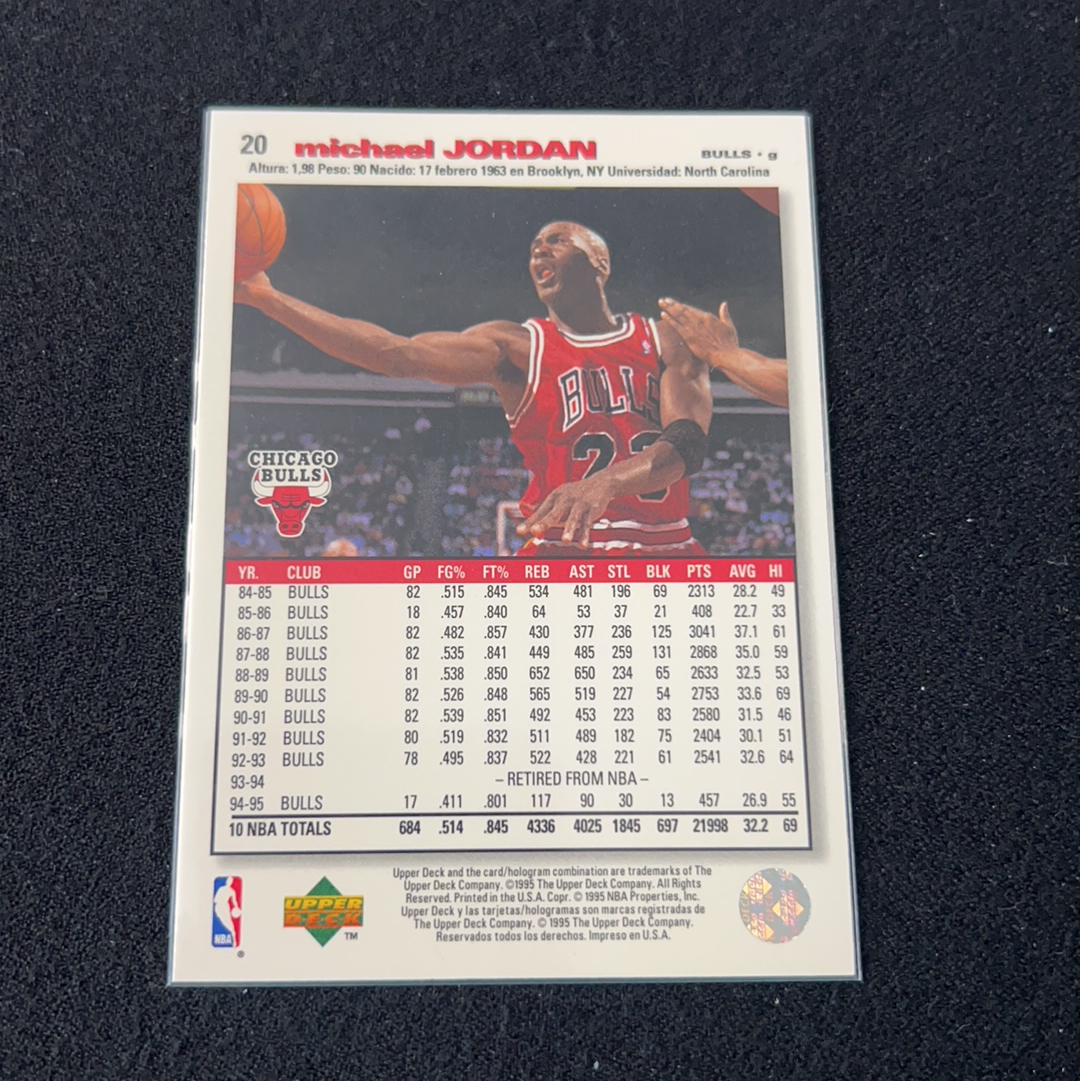 20 michael JORDAN BULLS • g
Altura: 1,98 Peso: 90 Nacido: 17 febrero 1963 en Brooklyn, NY Universidad: North Carolina
BULLS
23
CHICAGO
BULLS
YR. CLUB GP FG% FT% REB AST STL BLK PTS AVG HI
84-85 BULLS 82 .515 .845 534 481 196 69 2313 28.2 49
85-86 BULLS 18 .457 .840 64 53 37 21 408 22.7 33
86-87 BULLS 82 .482 .857 430 377 236 125 3041 37.1 61
87-88 BULLS 82 .535 .841 449 485 259 131 2868 35.0 59
88-89 BULLS 81 .538 .850 652 650 234 65 2633 32.5 53
89-90 BULLS 82 .526 .848 565 519 227 54 2753 33.6 69
90-91 BULLS 82 .539 .851 492 453 223 83 2580 31.5 46
91-92 BULLS 80 .519 .832 511 489 182 75 2404 30.1 51
92-93 BULLS 78 .495 .837 522 428 221 61 2541 32.6 64
93-94 – RETIRED FROM NBA –
94-95 BULLS 17 .411 .801 117 90 30 13 457 26.9 55
10 NBA TOTALS 684 .514 .845 4336 4025 1845 697 21998 32.2 69
Upper Deck and the card/hologram combination are trademarks of The
Upper Deck Company. ©1995 The Upper Deck Company. All Rights
Reserved. Printed in the U.S.A. Copr. © 1995 NBA Properties, Inc.
Upper Deck y las tarjetas/hologramas son marcas registradas de
The Upper Deck Company. © 1995 The Upper Deck Company.
Reservados todos los derechos. Impreso en U.S.A.
NBA ®
UPPER
DECK ™